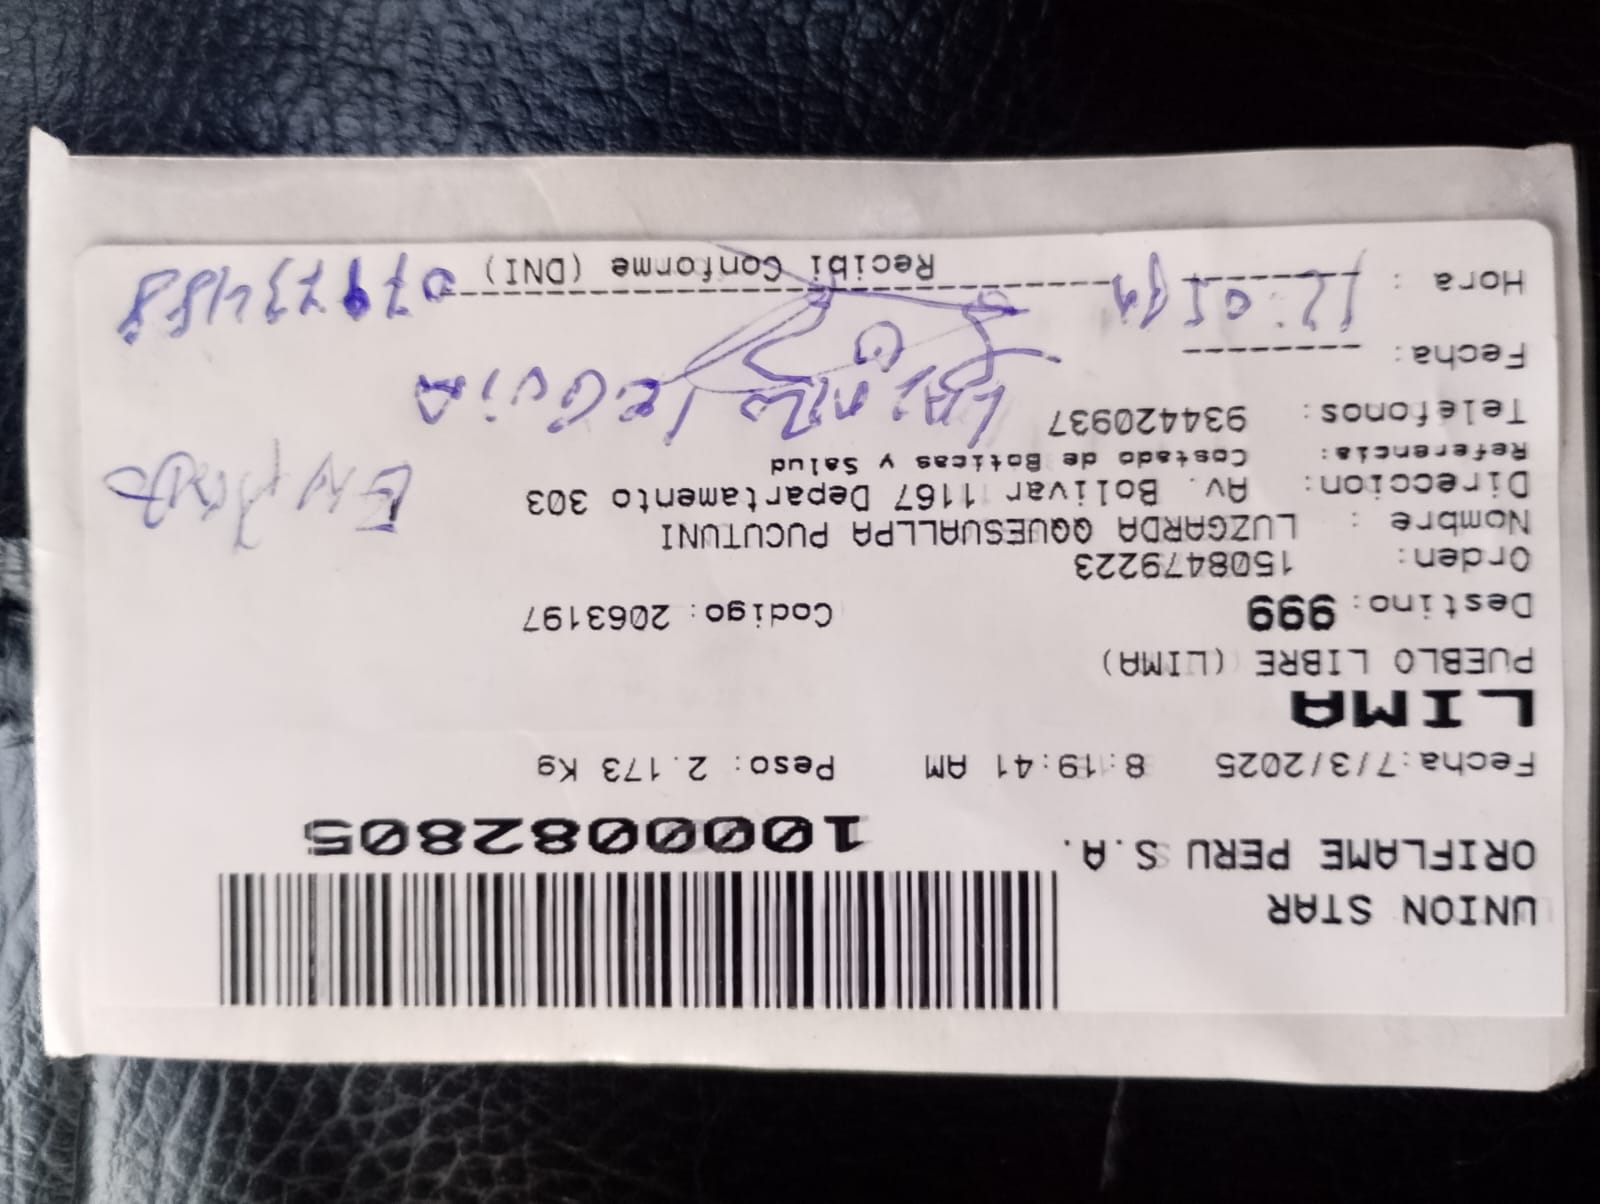 UNION STAR
ORIFLAME PERU S.A.
1000082805
Fecha:7/3/2025 8:19:41 AM Peso: 2.173 Kg
LIMA
PUEBLO LIBRE (LIMA)
Destino: 999 Codigo: 2063197
Orden: 1508479223
Nombre : LUZGARDA QQUESUALLPA PUCUTUNI
Direccion: Av. Bolivar 1167 Departamento 303
Referencia: Costado de Boticas y Salud
Telefonos: 934420937
Fecha:
Hora : 12:05
Recibi Conforme (DNI)